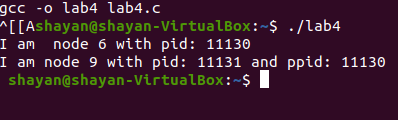 gcc -o lab4 lab4.c
^[[Ashayan@shayan-VirtualBox:~$ ./lab4
I am  node 6 with pid: 11130
I am node 9 with pid: 11131 and ppid: 11130
shayan@shayan-VirtualBox:~$